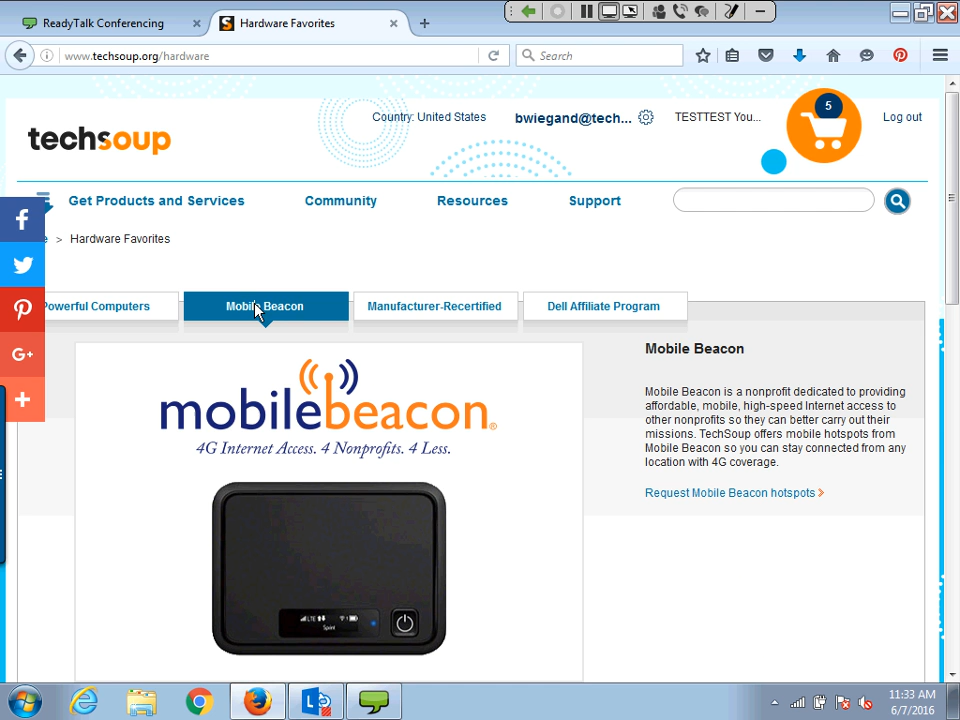 ReadyTalk Conferencing
Hardware Favorites
www.techsoup.org/hardware
Search
Country: United States
bwiegand@tech...
TESTTEST You...
5
Log out
techsoup
Get Products and Services
Community
Resources
Support
e > Hardware Favorites
Powerful Computers
Mobile Beacon
Manufacturer-Recertified
Dell Affiliate Program
mobilebeacon®
4G Internet Access. 4 Nonprofits. 4 Less.
LTE
Sprint
Mobile Beacon
Mobile Beacon is a nonprofit dedicated to providing
affordable, mobile, high-speed Internet access to
other nonprofits so they can better carry out their
missions. TechSoup offers mobile hotspots from
Mobile Beacon so you can stay connected from any
location with 4G coverage.
Request Mobile Beacon hotspots >
11:33 AM
6/7/2016